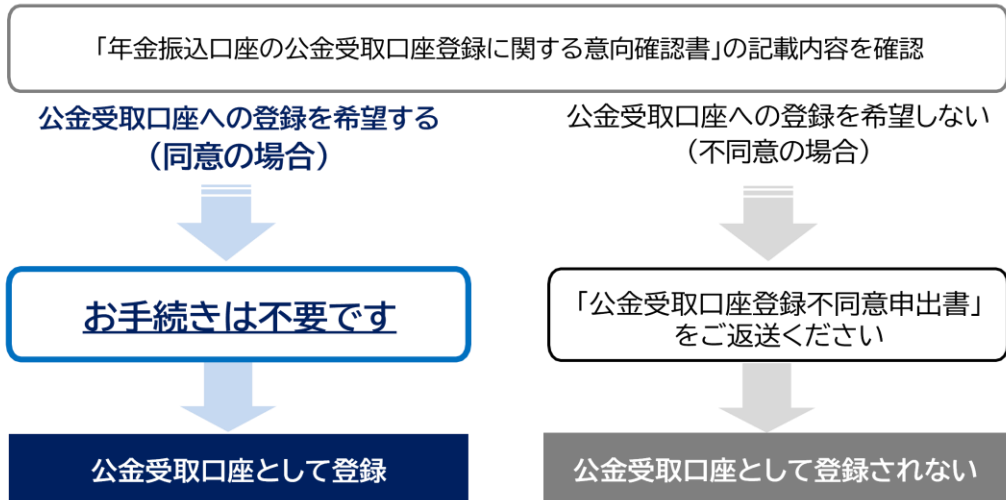 「年金振込口座の公金受取口座登録に関する意向確認書」の記載内容を確認
公金受取口座への登録を希望する
（同意の場合）
お手続きは不要です
公金受取口座として登録
公金受取口座への登録を希望しない
（不同意の場合）
「公金受取口座登録不同意申出書」
をご返送ください
公金受取口座として登録されない